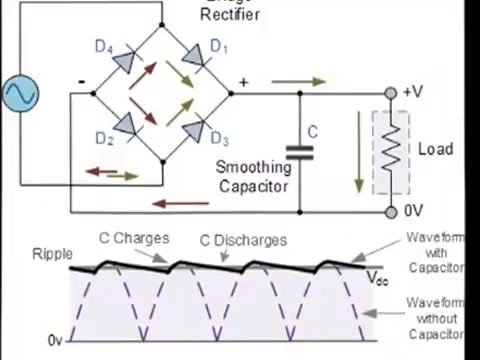 Bridge
Rectifier
D4
D1
-
+
+V
D2
D3
C
Load
Smoothing
Capacitor
0V
C Charges
C Discharges
Ripple
Waveform
with
Capacitor
Vdc
Waveform
without
Capacitor
0v